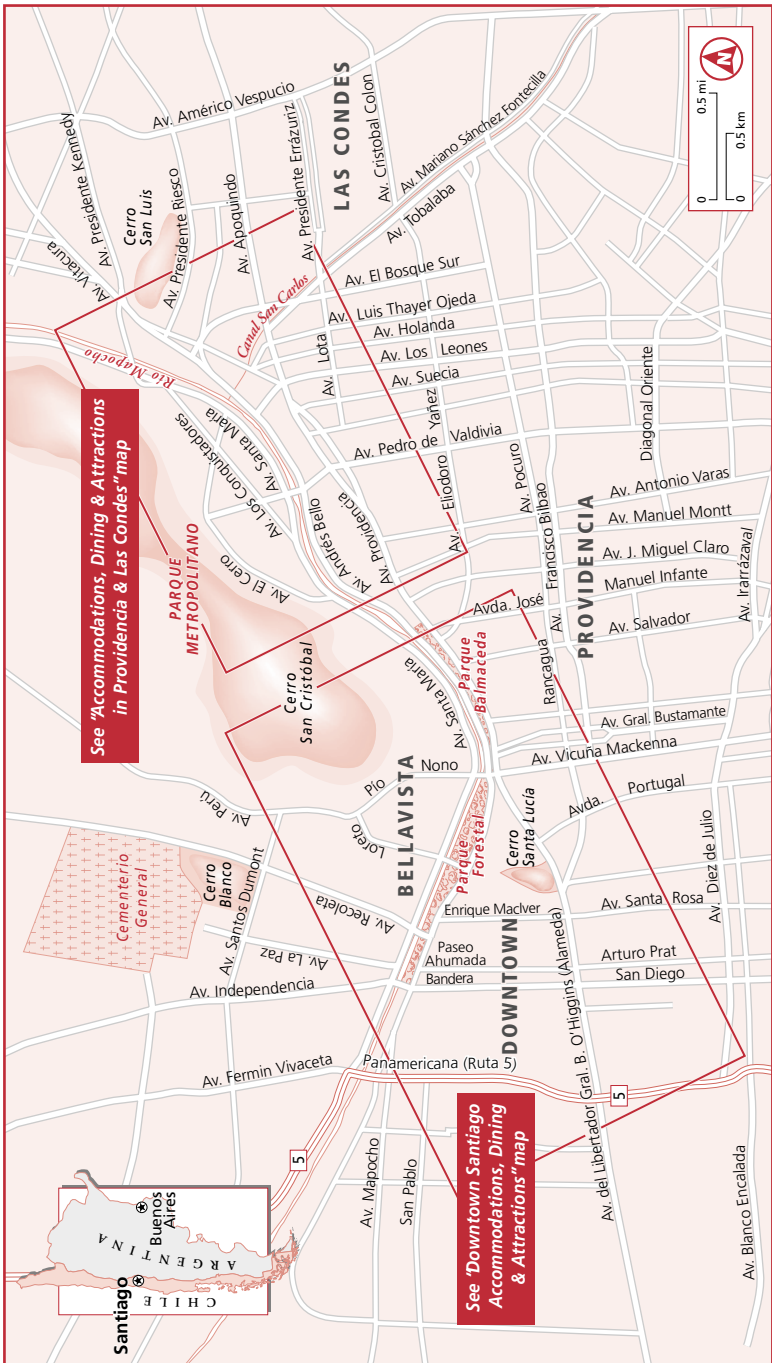 Santiago
CHILE
ARGENTINA
Buenos
Aires
5
5
See "Accommodations, Dining & Attractions
in Providencia & Las Condes" map
See "Downtown Santiago
Accommodations, Dining
& Attractions" map
0
0.5 mi
0
0.5 km
N
Cementerio
General
Cerro
Blanco
PARQUE
METROPOLITANO
Cerro
San Cristóbal
Cerro
San Luis
Cerro
Santa Lucía
Parque
Forestal
Parque
Balmaceda
Río Mapocho
Canal San Carlos
BELLAVISTA
DOWNTOWN
PROVIDENCIA
LAS CONDES
Av. Fermin Vivaceta
Av. Independencia
Av. La Paz
Av. Santos Dumont
Av. Recoleta
Av. Perú
Loreto
Pío
Nono
Av. Santa María
Av. El Cerro
Av. Los Conquistadores
Av. Santa María
Av. Andrés Bello
Av. Providencia
Av. Vitacura
Av. Presidente Kennedy
Av. Presidente Riesco
Av. Américo Vespucio
Av. Apoquindo
Av. Presidente Errázuriz
Av. Cristobal Colon
Av. Mariano Sánchez Fontecilla
Av. Tobalaba
Av. El Bosque Sur
Av. Luis Thayer Ojeda
Av. Holanda
Av. Los Leones
Av. Suecia
Av. Lota
Av. Pedro de Valdivia
Av. Eliodoro Yañez
Av. Pocuro
Av. Francisco Bilbao
Diagonal Oriente
Av. Antonio Varas
Av. Manuel Montt
Av. J. Miguel Claro
Avda. José Manuel Infante
Av. Salvador
Av. Irarrázaval
Rancagua
Av. Gral. Bustamante
Av. Vicuña Mackenna
Avda. Portugal
Av. Diez de Julio
Av. Santa Rosa
Enrique MacIver
Paseo
Ahumada
Bandera
Arturo Prat
San Diego
Panamericana (Ruta 5)
Av. Mapocho
San Pablo
Av. del Libertador Gral. B. O'Higgins (Alameda)
Av. Blanco Encalada